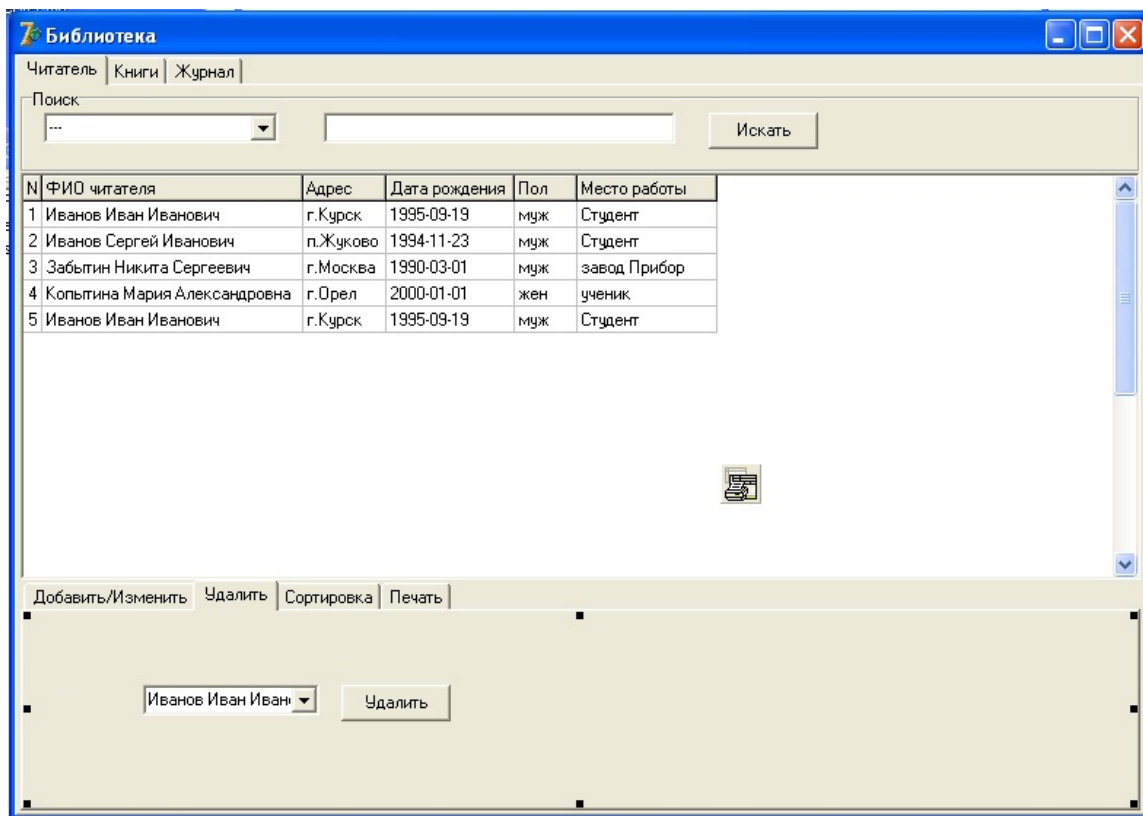 Библиотека
Читатель Книги Журнал
Поиск
--- Искать
N ФИО читателя Адрес Дата рождения Пол Место работы
1 Иванов Иван Иванович г.Курск 1995-09-19 муж Студент
2 Иванов Сергей Иванович п.Жуково 1994-11-23 муж Студент
3 Забытин Никита Сергеевич г.Москва 1990-03-01 муж завод Прибор
4 Копытина Мария Александровна г.Орел 2000-01-01 жен ученик
5 Иванов Иван Иванович г.Курск 1995-09-19 муж Студент
Добавить/Изменить Удалить Сортировка Печать
Иванов Иван Иван Удалить